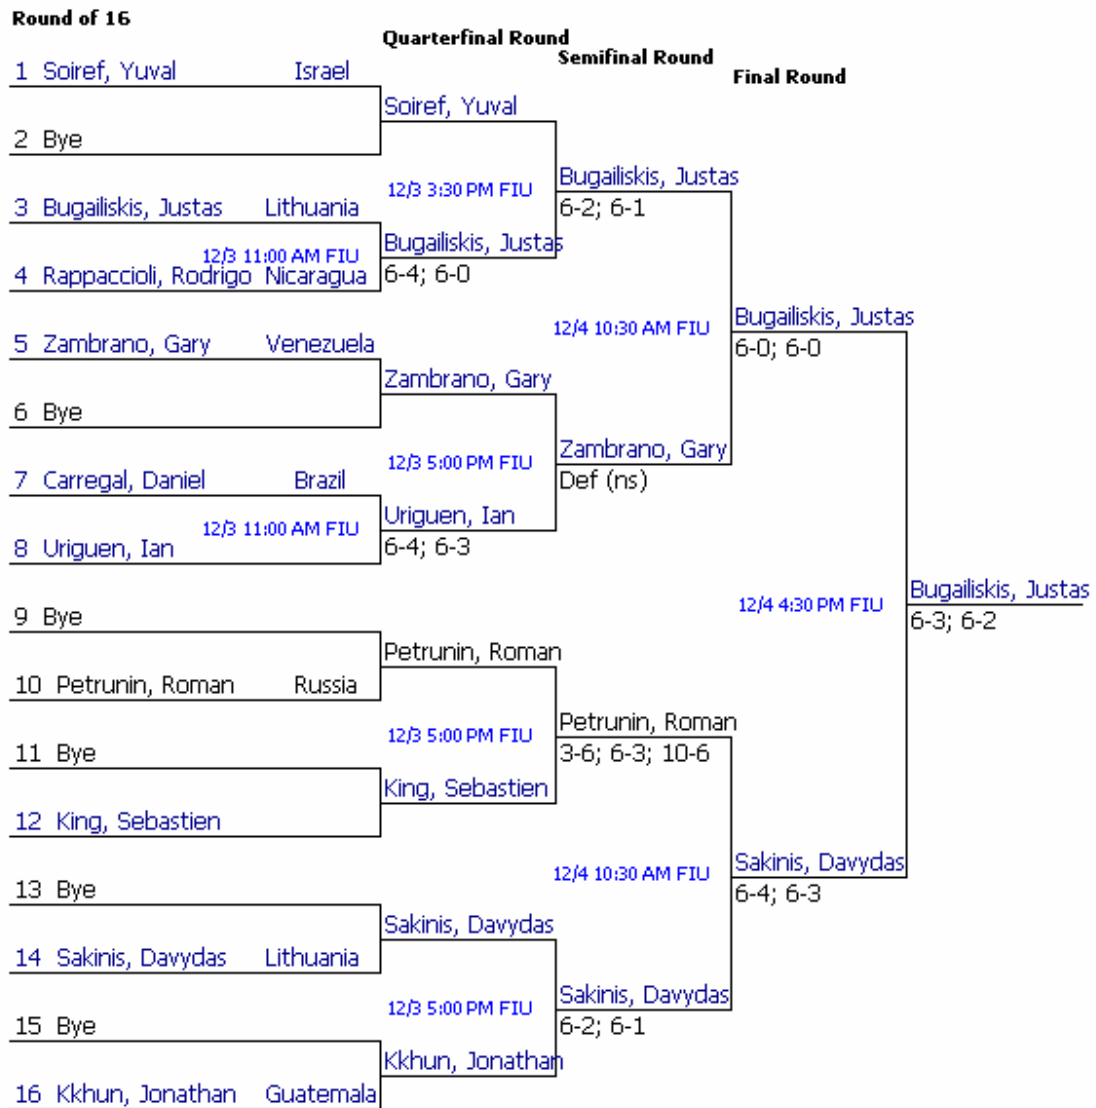 Round of 16
Quarterfinal Round
Semifinal Round
Final Round
1 Soiref, Yuval Israel
Soiref, Yuval
2 Bye
12/3 3:30 PM FIU
Bugailiskis, Justas
6-2; 6-1
3 Bugailiskis, Justas Lithuania
12/3 11:00 AM FIU
Bugailiskis, Justas
6-4; 6-0
4 Rappaccioli, Rodrigo Nicaragua
12/4 10:30 AM FIU
Bugailiskis, Justas
6-0; 6-0
5 Zambrano, Gary Venezuela
Zambrano, Gary
6 Bye
12/3 5:00 PM FIU
Zambrano, Gary
Def (ns)
7 Carregal, Daniel Brazil
12/3 11:00 AM FIU
Uriguen, Ian
6-4; 6-3
8 Uriguen, Ian
12/4 4:30 PM FIU
Bugailiskis, Justas
6-3; 6-2
9 Bye
Petrunin, Roman
10 Petrunin, Roman Russia
12/3 5:00 PM FIU
Petrunin, Roman
3-6; 6-3; 10-6
11 Bye
King, Sebastien
12 King, Sebastien
12/4 10:30 AM FIU
Sakinis, Davydas
6-4; 6-3
13 Bye
Sakinis, Davydas
14 Sakinis, Davydas Lithuania
12/3 5:00 PM FIU
Sakinis, Davydas
6-2; 6-1
15 Bye
Kkhun, Jonathan
16 Kkhun, Jonathan Guatemala